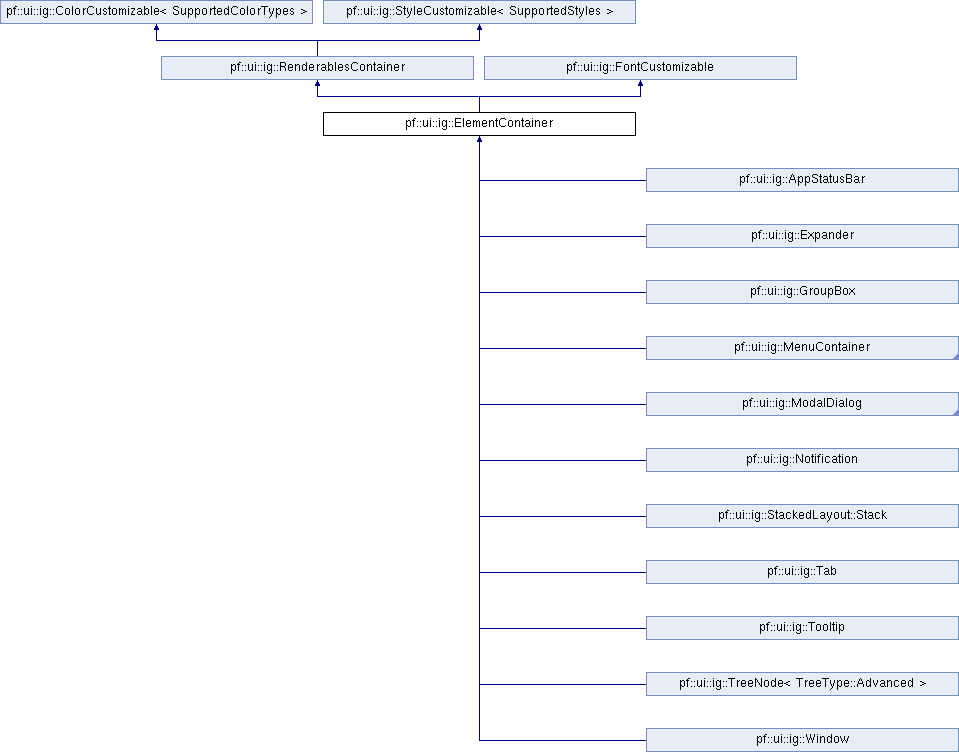 pf::ui::ig::ColorCustomizable< SupportedColorTypes >
pf::ui::ig::StyleCustomizable< SupportedStyles >
pf::ui::ig::RenderablesContainer
pf::ui::ig::FontCustomizable
pf::ui::ig::ElementContainer
pf::ui::ig::AppStatusBar
pf::ui::ig::Expander
pf::ui::ig::GroupBox
pf::ui::ig::MenuContainer
pf::ui::ig::ModalDialog
pf::ui::ig::Notification
pf::ui::ig::StackedLayout::Stack
pf::ui::ig::Tab
pf::ui::ig::Tooltip
pf::ui::ig::TreeNode< TreeType::Advanced >
pf::ui::ig::Window